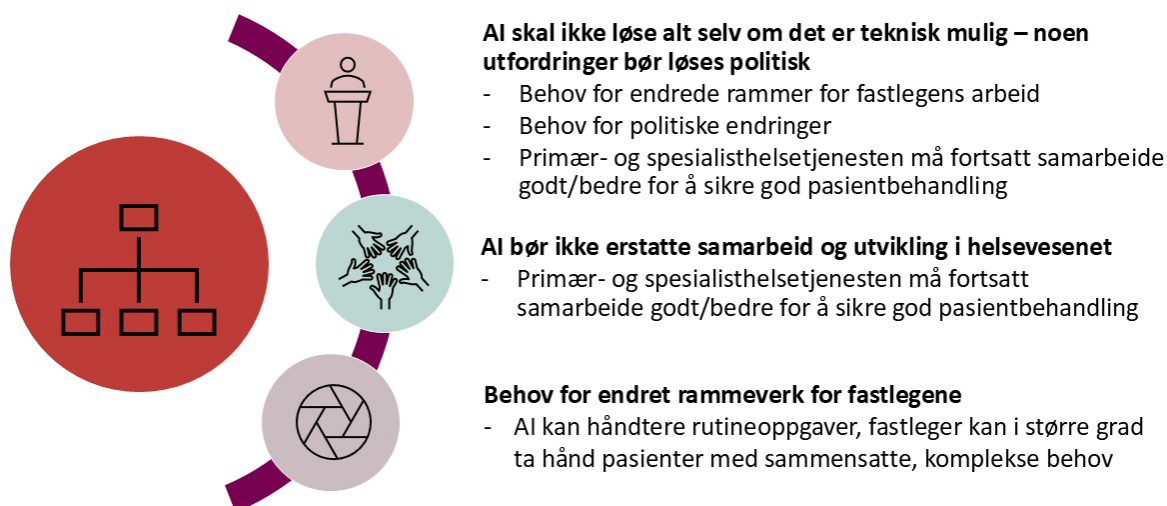 AI skal ikke løse alt selv om det er teknisk mulig – noen
utfordringer bør løses politisk
- Behov for endrede rammer for fastlegens arbeid
- Behov for politiske endringer
- Primær- og spesialisthelsetjenesten må fortsatt samarbeide
godt/bedre for å sikre god pasientbehandling
AI bør ikke erstatte samarbeid og utvikling i helsevesenet
- Primær- og spesialisthelsetjenesten må fortsatt
samarbeide godt/bedre for å sikre god pasientbehandling
Behov for endret rammeverk for fastlegene
- AI kan håndtere rutineoppgaver, fastleger kan i større grad
ta hånd pasienter med sammensatte, komplekse behov